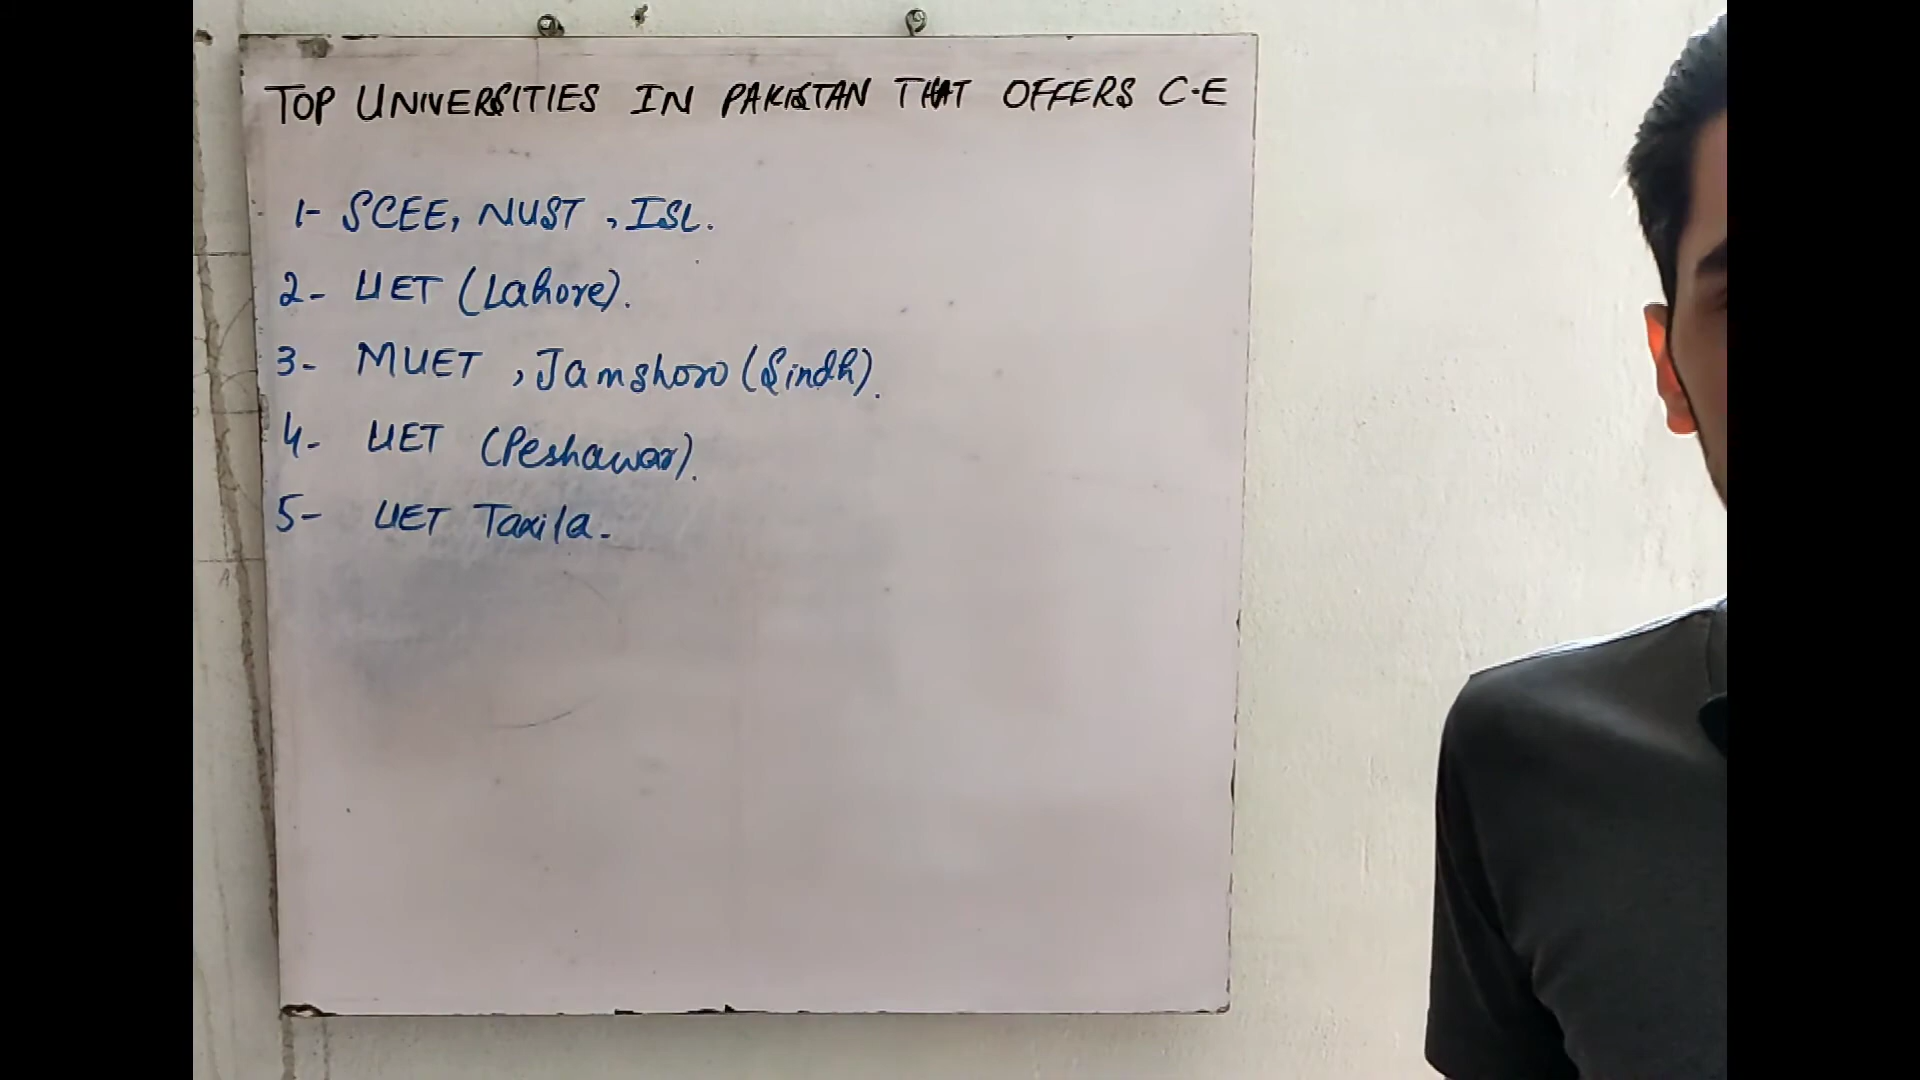 TOP UNIVERSITIES IN PAKISTAN THAT OFFERS C.E
1- SCEE, NUST, ISL.
2- UET (Lahore).
3- MUET, Jamshoro (Sindh).
4- UET (Peshawar).
5- UET Taxila.